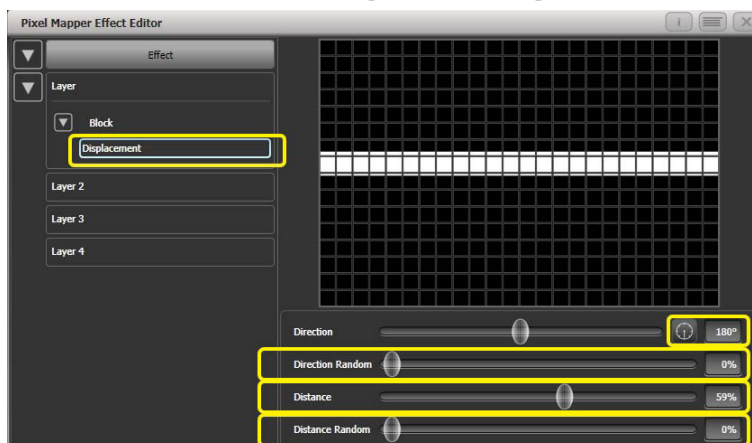 Pixel Mapper Effect Editor
Effect
Layer
Block
Displacement
Layer 2
Layer 3
Layer 4
Direction 180°
Direction Random 0%
Distance 59%
Distance Random 0%